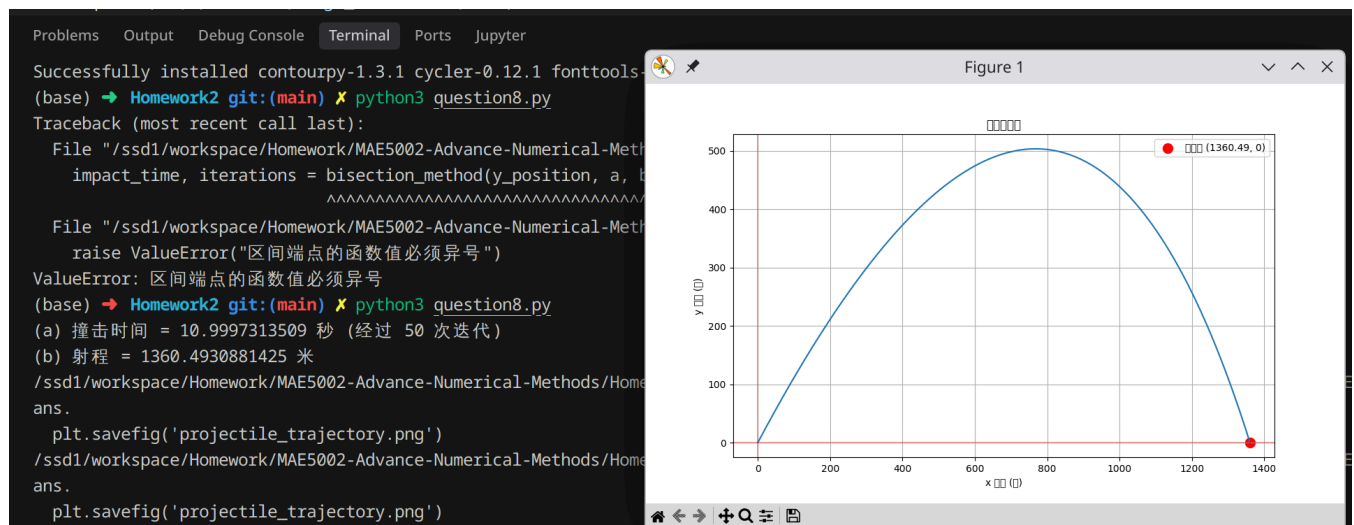 Problems Output Debug Console Terminal Ports Jupyter
Successfully installed contourpy-1.3.1 cycler-0.12.1 fonttools-
(base) ➜ Homework2 git:(main) ✗ python3 question8.py
Traceback (most recent call last):
File "/ssd1/workspace/Homework/MAE5002-Advance-Numerical-Meth
impact_time, iterations = bisection_method(y_position, a, b
^^^^^^^^^^^^^^^^^^^^^^^^^^^^^^^^
File "/ssd1/workspace/Homework/MAE5002-Advance-Numerical-Meth
raise ValueError("区间端点的函数值必须异号")
ValueError: 区间端点的函数值必须异号
(base) ➜ Homework2 git:(main) ✗ python3 question8.py
(a) 撞击时间 = 10.9997313509 秒 (经过 50 次迭代)
(b) 射程 = 1360.4930881425 米
/ssd1/workspace/Homework/MAE5002-Advance-Numerical-Methods/Home
ans.
plt.savefig('projectile_trajectory.png')
/ssd1/workspace/Homework/MAE5002-Advance-Numerical-Methods/Home
ans.
plt.savefig('projectile_trajectory.png')
Figure 1
▯▯▯▯▯
▯▯▯ (1360.49, 0)
500
400
300
200
100
0
y ▯▯ (▯)
0 200 400 600 800 1000 1200 1400
x ▯▯ (▯)